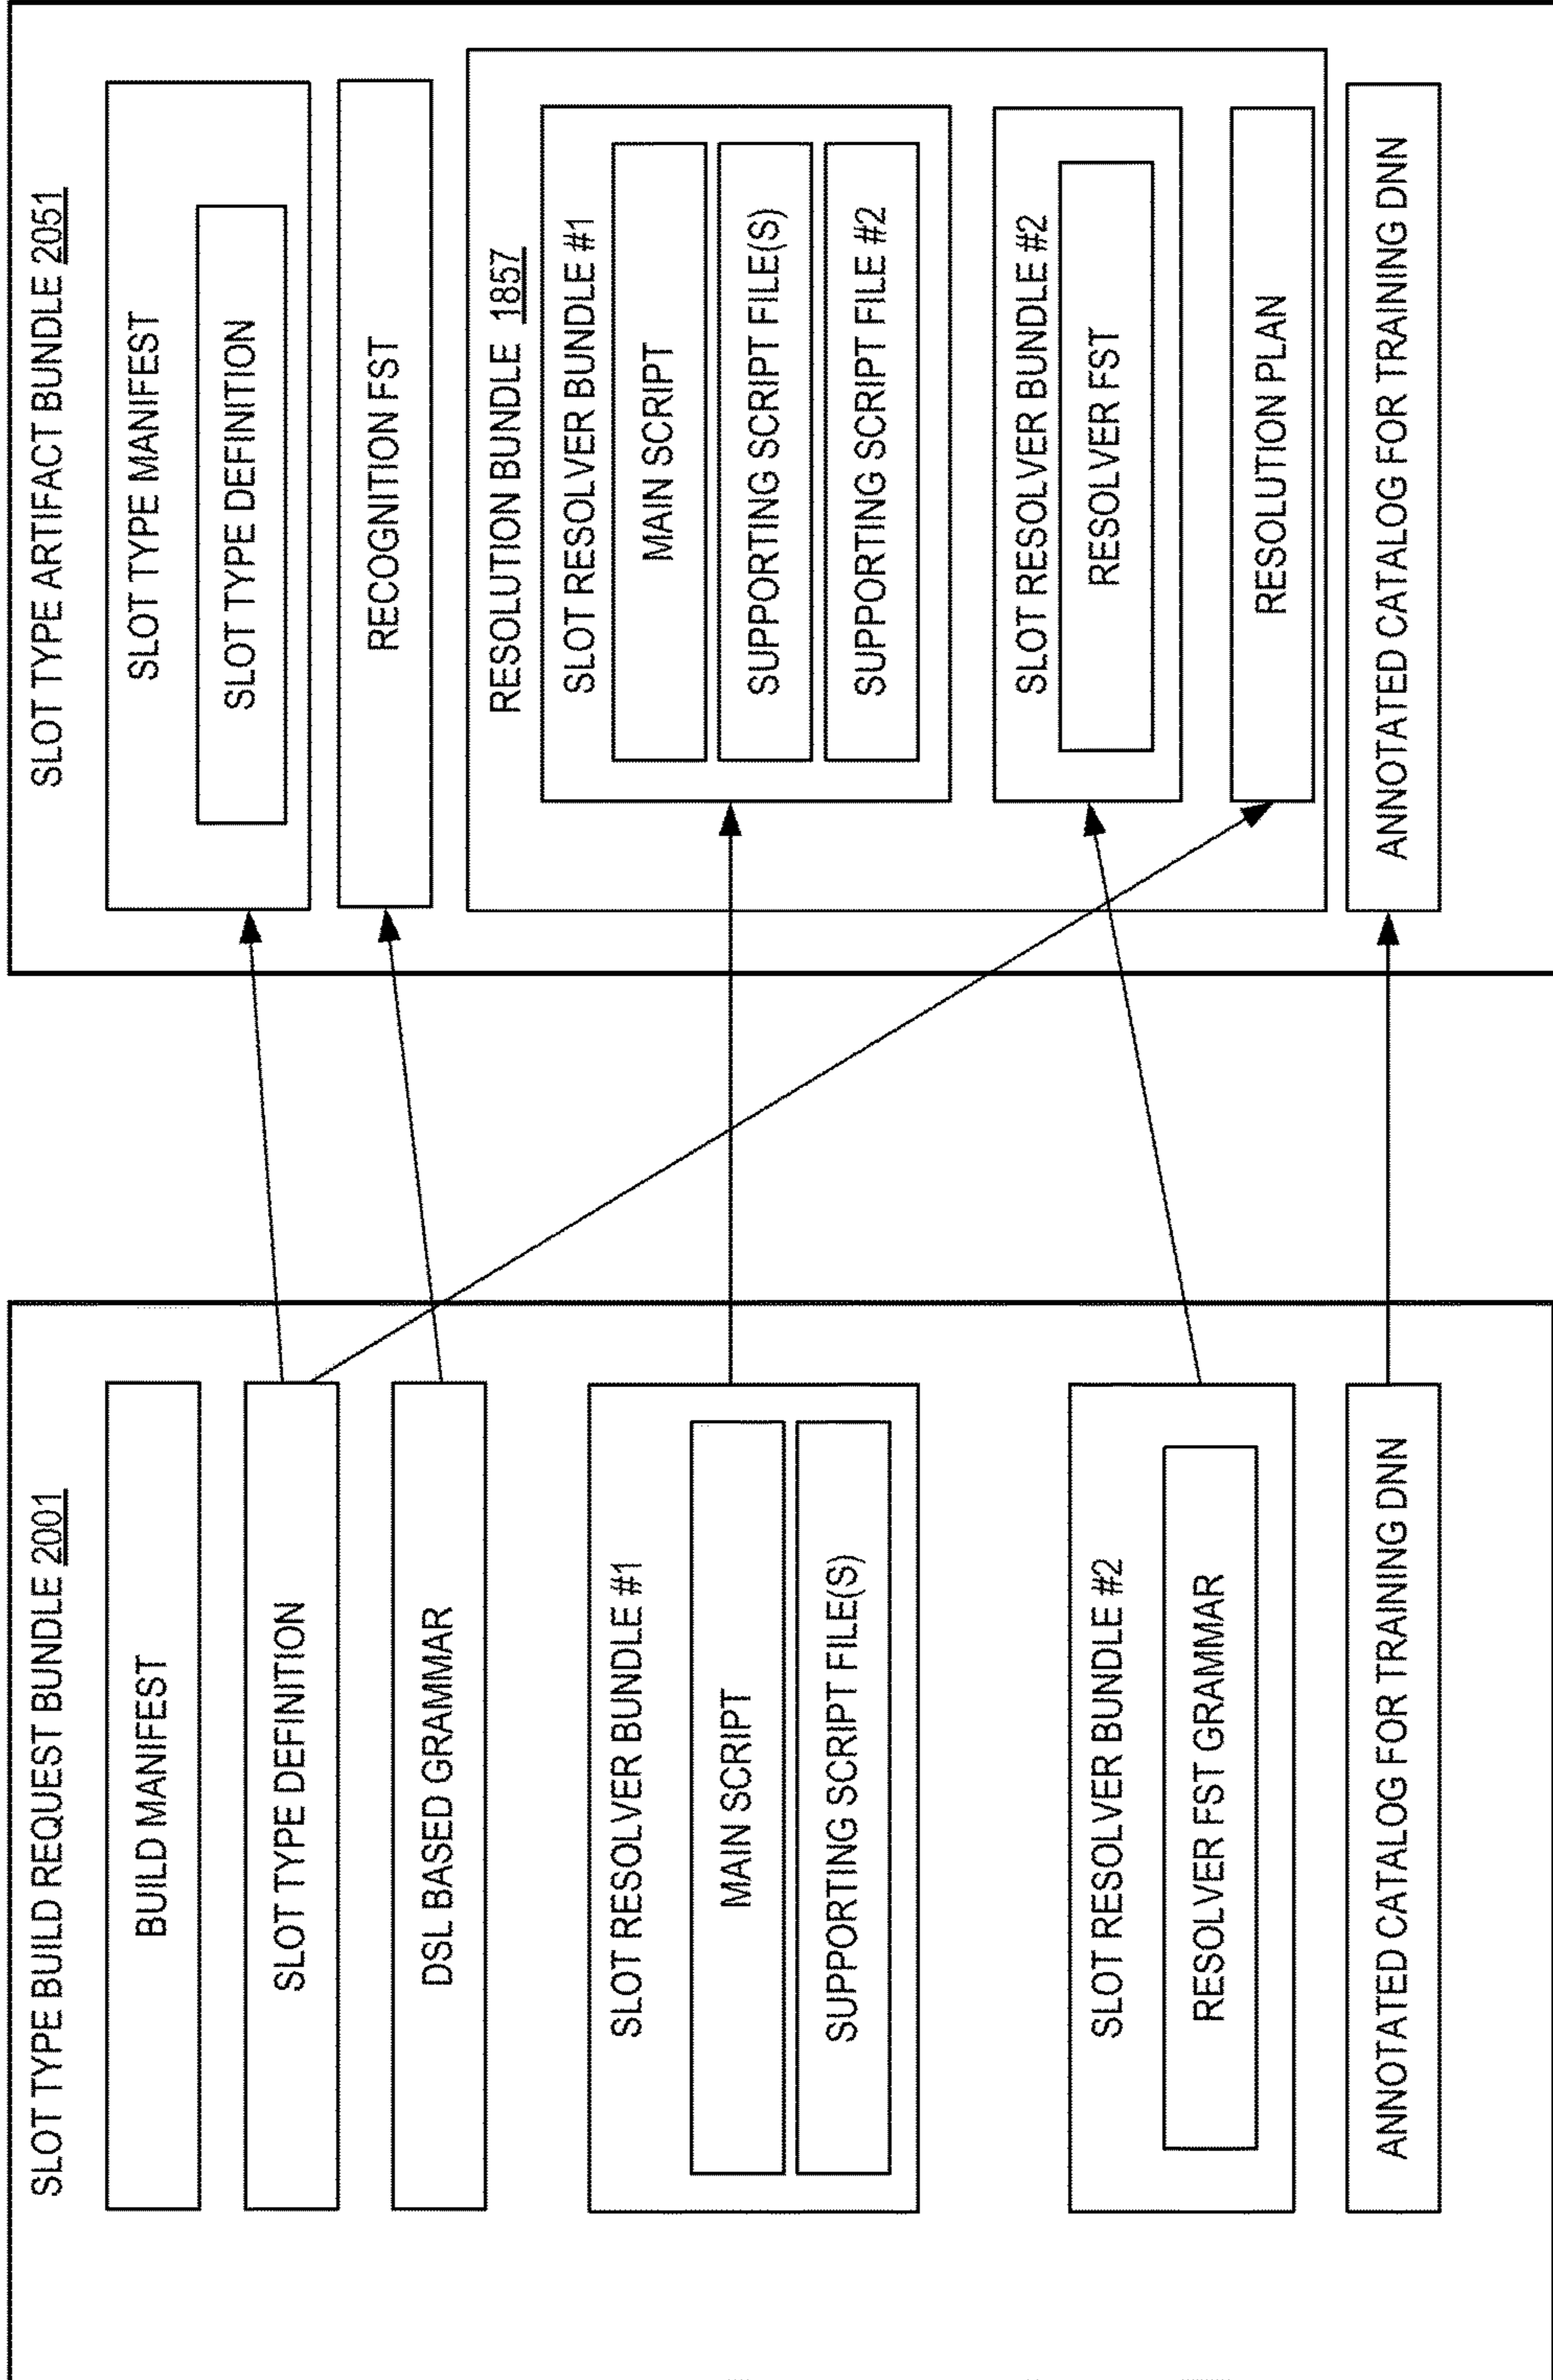 SLOT TYPE BUILD REQUEST BUNDLE 2001
BUILD MANIFEST
SLOT TYPE DEFINITION
DSL BASED GRAMMAR
SLOT RESOLVER BUNDLE #1
MAIN SCRIPT
SUPPORTING SCRIPT FILE(S)
SLOT RESOLVER BUNDLE #2
RESOLVER FST GRAMMAR
ANNOTATED CATALOG FOR TRAINING DNN
SLOT TYPE ARTIFACT BUNDLE 2051
SLOT TYPE MANIFEST
SLOT TYPE DEFINITION
RECOGNITION FST
RESOLUTION BUNDLE 1857
SLOT RESOLVER BUNDLE #1
MAIN SCRIPT
SUPPORTING SCRIPT FILE(S)
SUPPORTING SCRIPT FILE #2
SLOT RESOLVER BUNDLE #2
RESOLVER FST
RESOLUTION PLAN
ANNOTATED CATALOG FOR TRAINING DNN